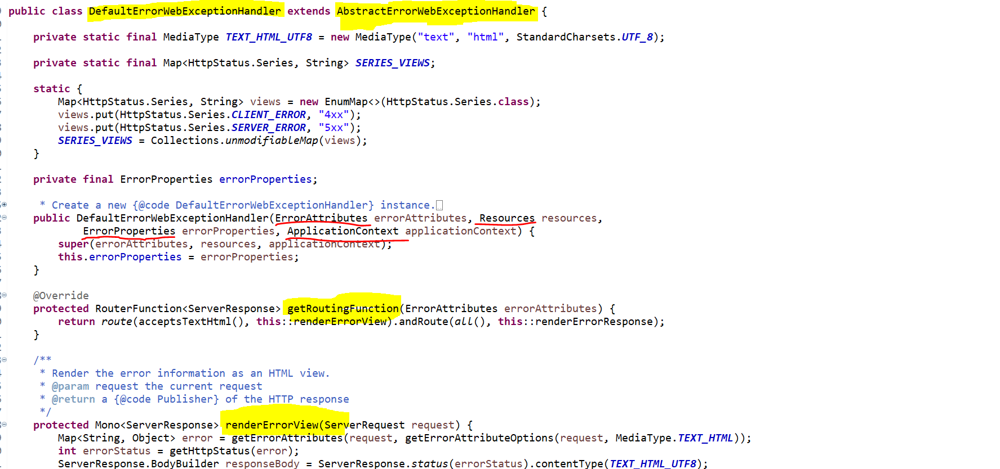 public class DefaultErrorWebExceptionHandler extends AbstractErrorWebExceptionHandler {
private static final MediaType TEXT_HTML_UTF8 = new MediaType("text", "html", StandardCharsets.UTF_8);
private static final Map<HttpStatus.Series, String> SERIES_VIEWS;
static {
Map<HttpStatus.Series, String> views = new EnumMap<>(HttpStatus.Series.class);
views.put(HttpStatus.Series.CLIENT_ERROR, "4xx");
views.put(HttpStatus.Series.SERVER_ERROR, "5xx");
SERIES_VIEWS = Collections.unmodifiableMap(views);
}
private final ErrorProperties errorProperties;
* Create a new {@code DefaultErrorWebExceptionHandler} instance.
public DefaultErrorWebExceptionHandler(ErrorAttributes errorAttributes, Resources resources,
ErrorProperties errorProperties, ApplicationContext applicationContext) {
super(errorAttributes, resources, applicationContext);
this.errorProperties = errorProperties;
}
@Override
protected RouterFunction<ServerResponse> getRoutingFunction(ErrorAttributes errorAttributes) {
return route(acceptsTextHtml(), this::renderErrorView).andRoute(all(), this::renderErrorResponse);
}
/**
* Render the error information as an HTML view.
* @param request the current request
* @return a {@code Publisher} of the HTTP response
*/
protected Mono<ServerResponse> renderErrorView(ServerRequest request) {
Map<String, Object> error = getErrorAttributes(request, getErrorAttributeOptions(request, MediaType.TEXT_HTML));
int errorStatus = getHttpStatus(error);
ServerResponse.BodyBuilder responseBody = ServerResponse.status(errorStatus).contentType(TEXT_HTML_UTF8);